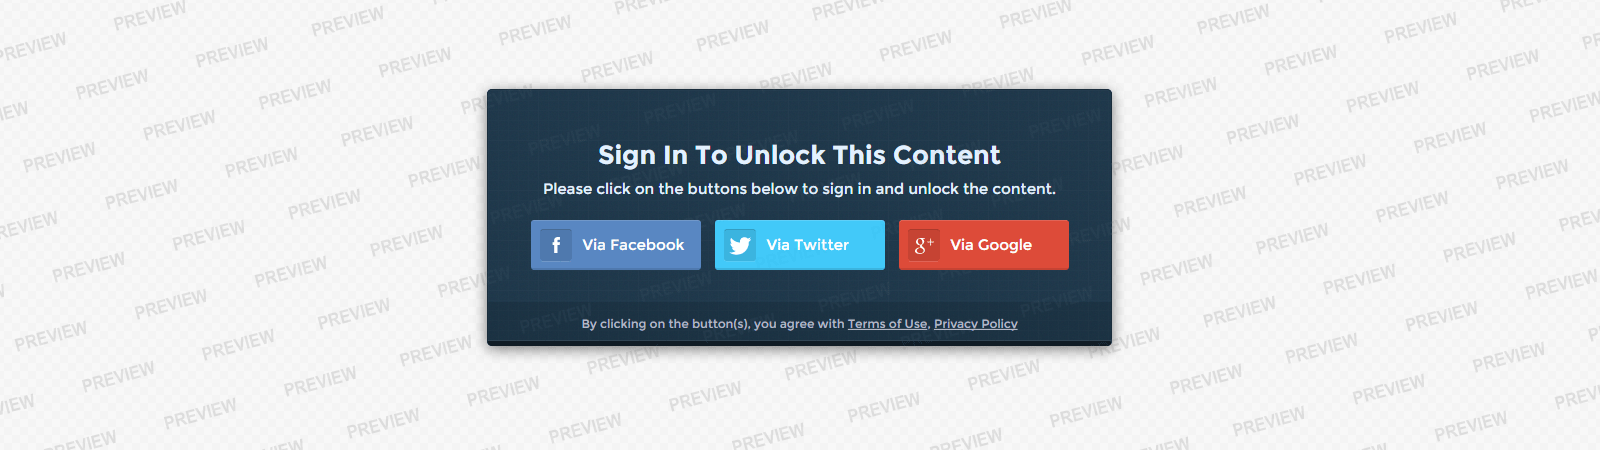 Sign In To Unlock This Content
Please click on the buttons below to sign in and unlock the content.
f Via Facebook
Via Twitter
g+ Via Google
By clicking on the button(s), you agree with Terms of Use, Privacy Policy
PREVIEW